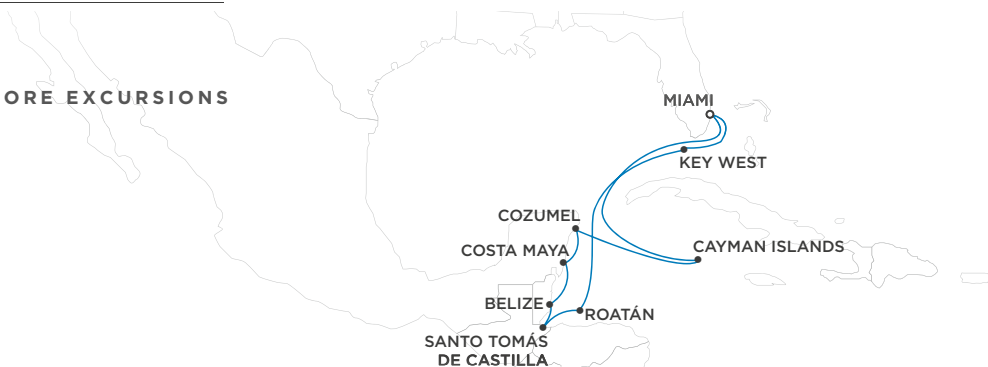 ORE EXCURSIONS
MIAMI
KEY WEST
COZUMEL
COSTA MAYA
CAYMAN ISLANDS
BELIZE
ROATÁN
SANTO TOMÁS
DE CASTILLA